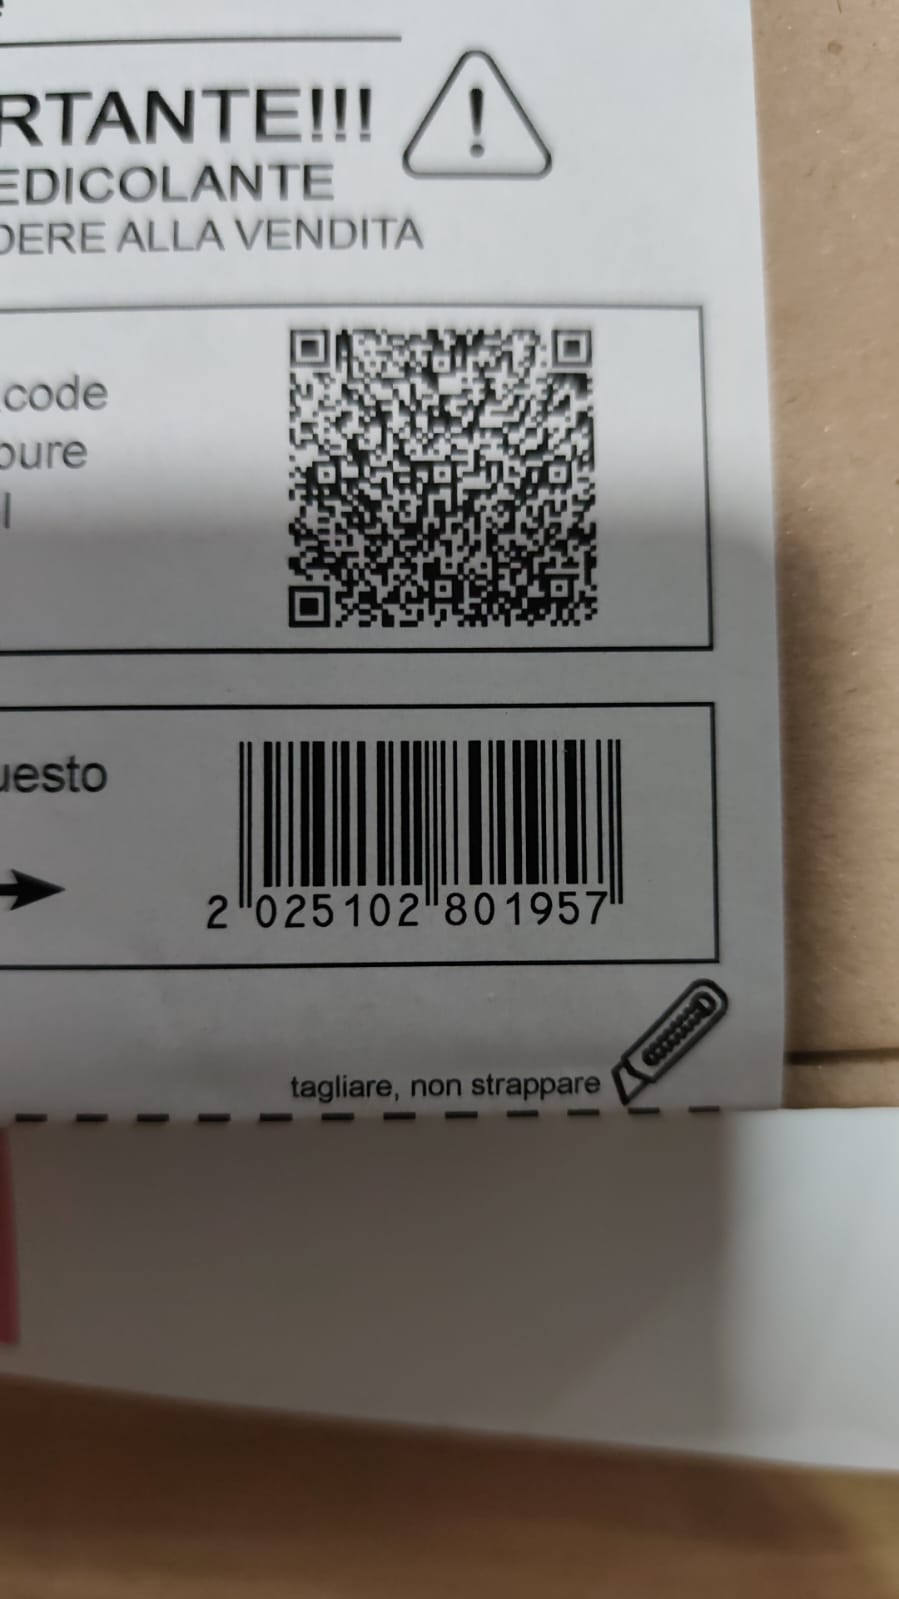 RTANTE!!!
EDICOLANTE
DERE ALLA VENDITA
code
pure
l
uesto
2 025102 801957
tagliare, non strappare